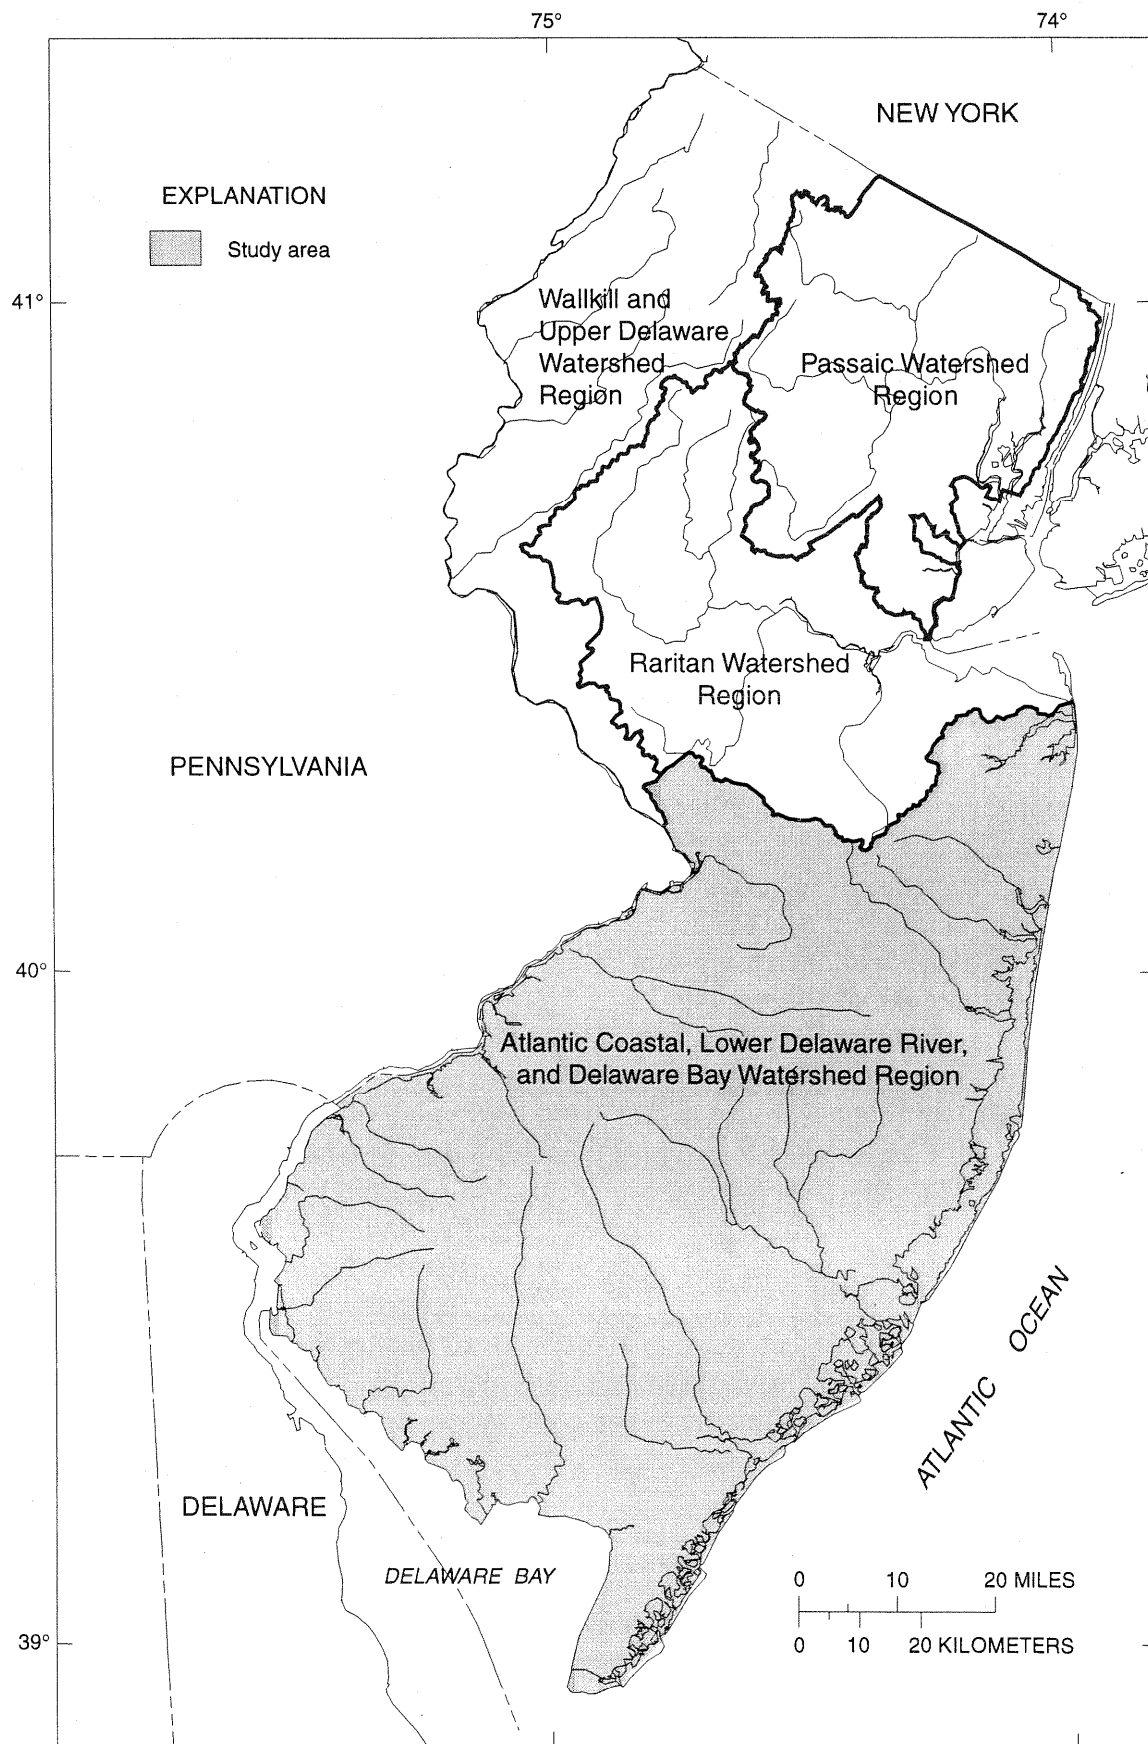 75°
74°
NEW YORK
EXPLANATION
Study area
41°
Wallkill and
Upper Delaware
Watershed
Region
Passaic Watershed
Region
Raritan Watershed
Region
PENNSYLVANIA
40°
Atlantic Coastal, Lower Delaware River,
and Delaware Bay Watershed Region
ATLANTIC OCEAN
DELAWARE
DELAWARE BAY
0 10 20 MILES
0 10 20 KILOMETERS
39°